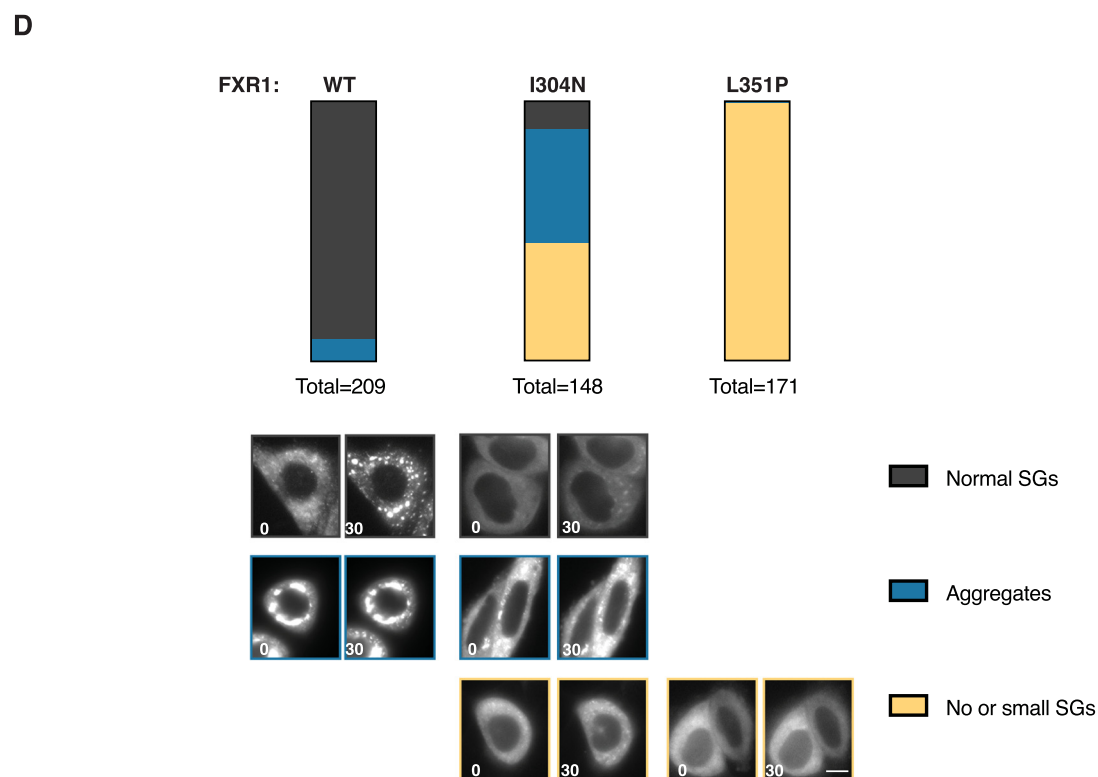 D
FXR1: WT I304N L351P
Total=209 Total=148 Total=171
0 30 0 30
Normal SGs
0 30 0 30
Aggregates
0 30 0 30
No or small SGs